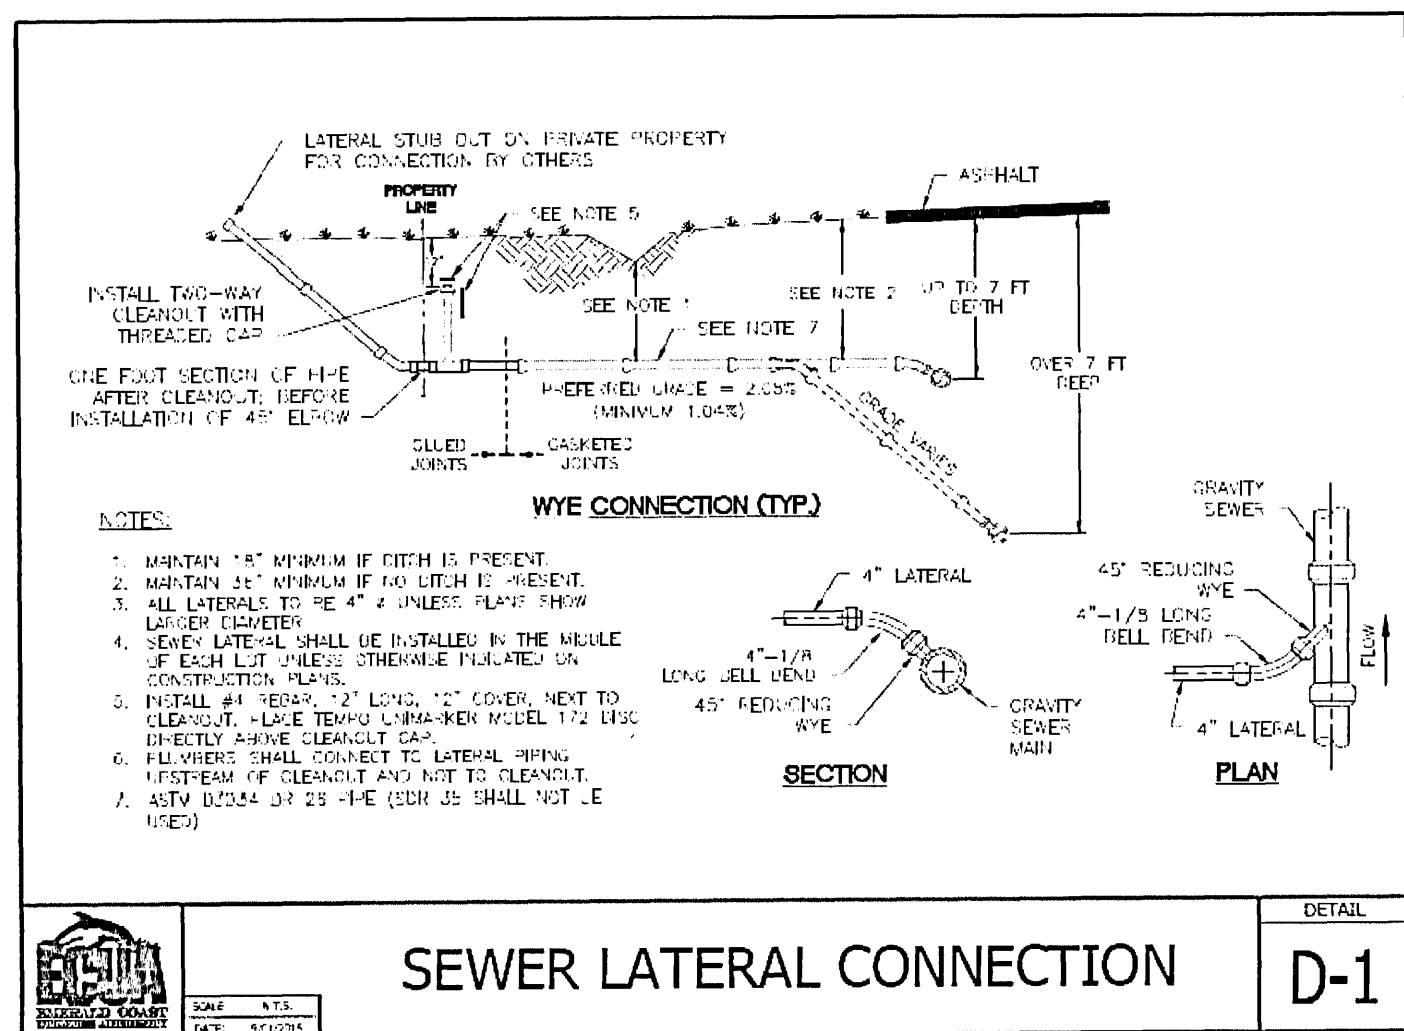 LATERAL STUB OUT ON PRIVATE PROPERTY
FOR CONNECTION BY OTHERS
PROPERTY
LINE
SEE NOTE 5
ASPHALT
INSTALL TWO-WAY
CLEANOUT WITH
THREADED CAP
SEE NOTE 1
SEE NOTE 2
UP TO 7 FT
DEPTH
SEE NOTE 7
OVER 7 FT
DEEP
ONE FOOT SECTION OF PIPE
AFTER CLEANOUT; BEFORE
INSTALLATION OF 45° ELBOW
PREFERRED GRADE = 2.08%
(MINIMUM 1.04%)
GRADE VARIES
GLUED
JOINTS
GASKETED
JOINTS
WYE CONNECTION (TYP.)
NOTES:
1. MAINTAIN 18" MINIMUM IF DITCH IS PRESENT.
2. MAINTAIN 36" MINIMUM IF NO DITCH IS PRESENT.
3. ALL LATERALS TO BE 4" ø UNLESS PLANS SHOW
LARGER DIAMETER
4. SEWER LATERAL SHALL BE INSTALLED IN THE MIDDLE
OF EACH LOT UNLESS OTHERWISE INDICATED ON
CONSTRUCTION PLANS.
5. INSTALL #4 REBAR, 12" LONG, 12" COVER, NEXT TO
CLEANOUT. PLACE TEMPO UNIMARKER MODEL 172 DISC
DIRECTLY ABOVE CLEANOUT CAP.
6. PLUMBERS SHALL CONNECT TO LATERAL PIPING
UPSTREAM OF CLEANOUT AND NOT TO CLEANOUT.
7. ASTM D3034 DR 26 PIPE (SDR 35 SHALL NOT BE
USED)
4" LATERAL
4"-1/8
LONG BELL BEND
45° REDUCING
WYE
GRAVITY
SEWER
MAIN
SECTION
GRAVITY
SEWER
45° REDUCING
WYE
4"-1/8 LONG
BELL BEND
FLOW
4" LATERAL
PLAN
ECUA
EMERALD COAST
UTILITIES AUTHORITY
SCALE N.T.S.
DATE:
SEWER LATERAL CONNECTION
DETAIL
D-1